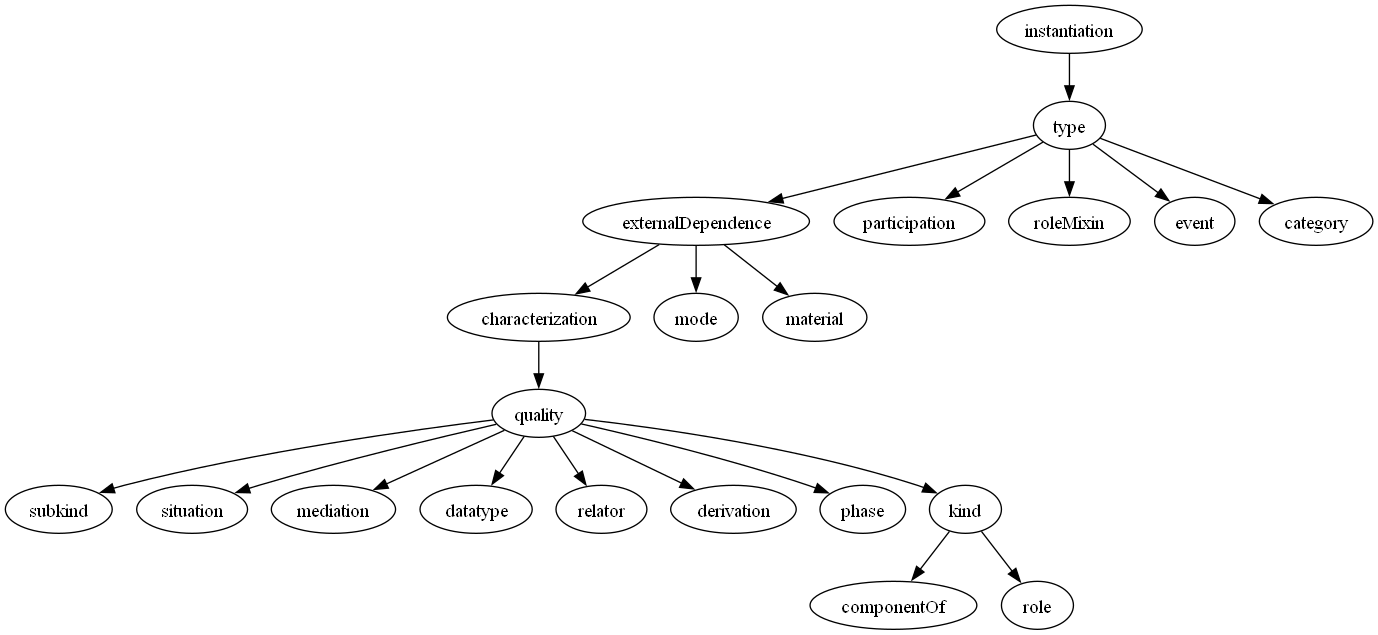 instantiation
type
externalDependence
participation
roleMixin
event
category
characterization
mode
material
quality
subkind
situation
mediation
datatype
relator
derivation
phase
kind
componentOf
role